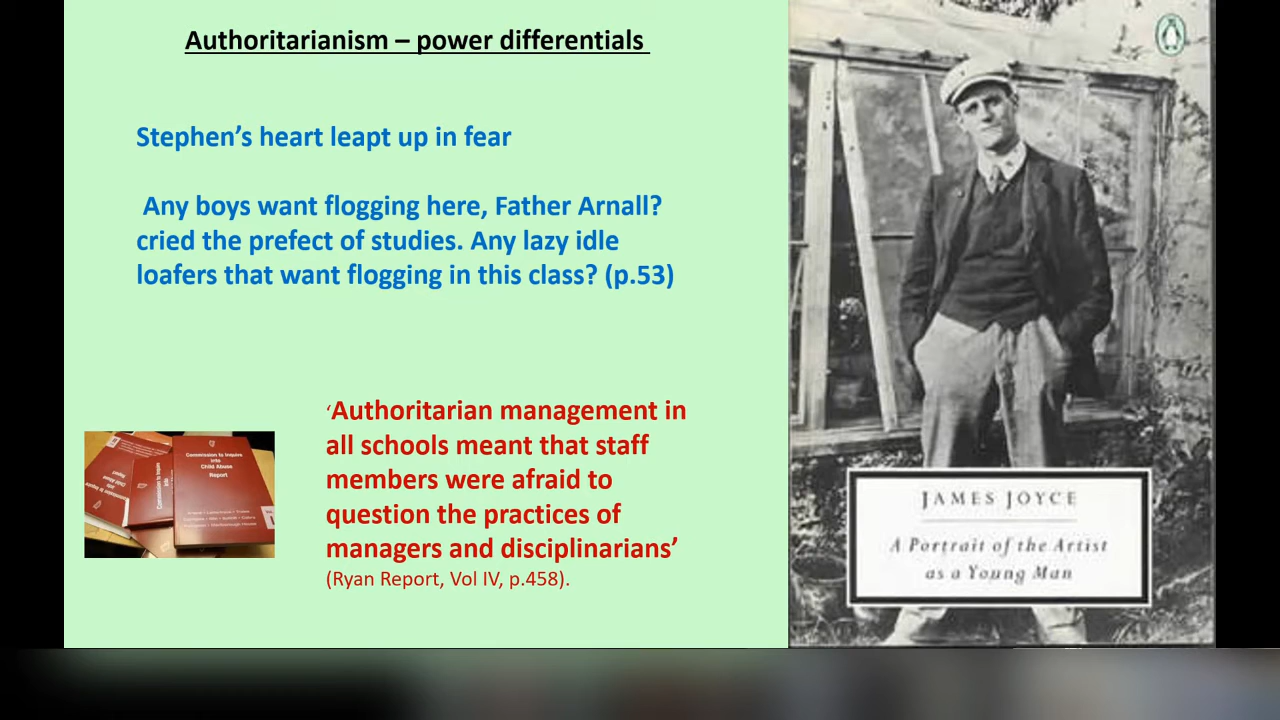 Authoritarianism – power differentials
Stephen’s heart leapt up in fear
Any boys want flogging here, Father Arnall?
cried the prefect of studies. Any lazy idle
loafers that want flogging in this class? (p.53)
‘Authoritarian management in
all schools meant that staff
members were afraid to
question the practices of
managers and disciplinarians’
(Ryan Report, Vol IV, p.458).
Commission to Inquire
into
Child Abuse
Report
JAMES JOYCE
A Portrait of the Artist
as a Young Man